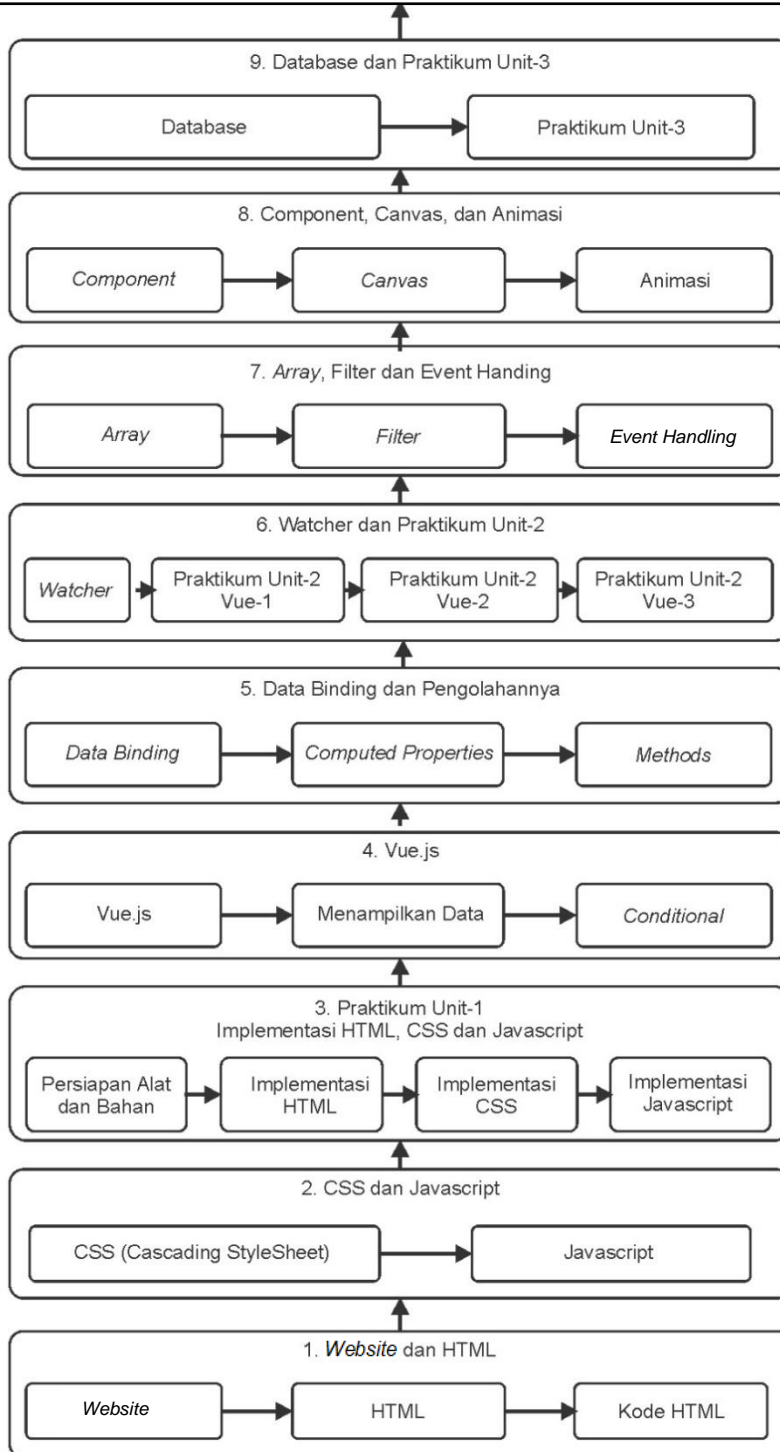 9. Database dan Praktikum Unit-3
Database
Praktikum Unit-3
8. Component, Canvas, dan Animasi
Component
Canvas
Animasi
7. Array, Filter dan Event Handing
Array
Filter
Event Handling
6. Watcher dan Praktikum Unit-2
Watcher
Praktikum Unit-2
Vue-1
Praktikum Unit-2
Vue-2
Praktikum Unit-2
Vue-3
5. Data Binding dan Pengolahannya
Data Binding
Computed Properties
Methods
4. Vue.js
Vue.js
Menampilkan Data
Conditional
3. Praktikum Unit-1
Implementasi HTML, CSS dan Javascript
Persiapan Alat
dan Bahan
Implementasi
HTML
Implementasi
CSS
Implementasi
Javascript
2. CSS dan Javascript
CSS (Cascading StyleSheet)
Javascript
1. Website dan HTML
Website
HTML
Kode HTML